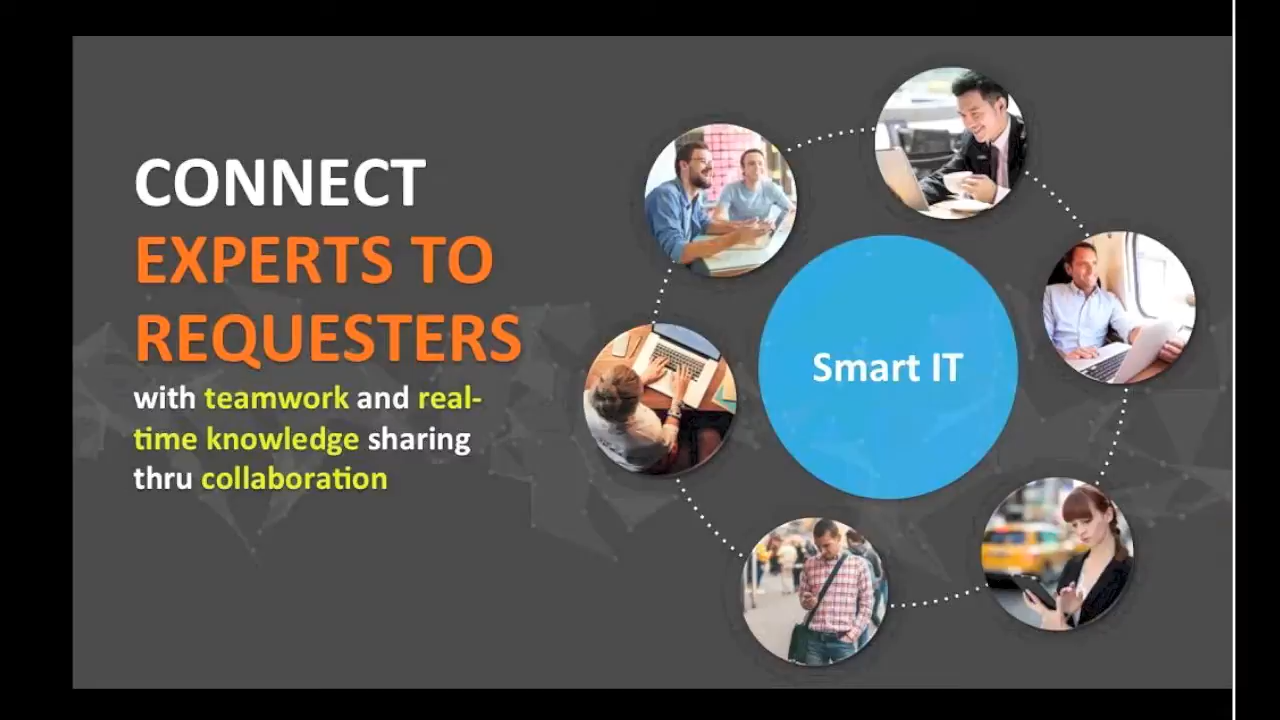 CONNECT
EXPERTS TO
REQUESTERS
with teamwork and real-
time knowledge sharing
thru collaboration
Smart IT